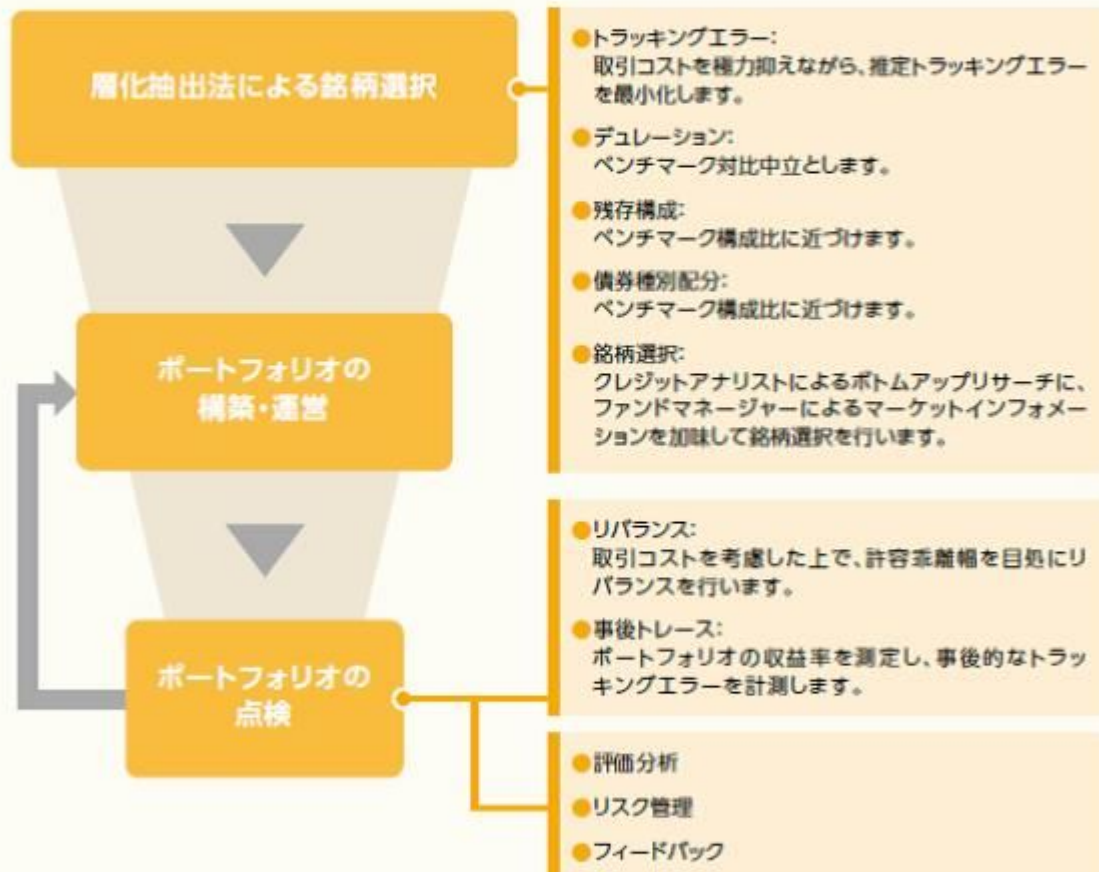 層化抽出法による銘柄選択
●トラッキングエラー:
取引コストを極力抑えながら、推定トラッキングエラー
を最小化します。
●デュレーション:
ベンチマーク対比中立とします。
●残存構成:
ベンチマーク構成比に近づけます。
●債券種別配分:
ベンチマーク構成比に近づけます。
●銘柄選択:
クレジットアナリストによるボトムアップリサーチに、
ファンドマネージャーによるマーケットインフォメー
ションを加味して銘柄選択を行います。
ポートフォリオの
構築・運営
●リバランス:
取引コストを考慮した上で、許容乖離幅を目処にリ
バランスを行います。
●事後トレース:
ポートフォリオの収益率を測定し、事後的なトラッ
キングエラーを計測します。
ポートフォリオの
点検
●評価分析
●リスク管理
●フィードバック